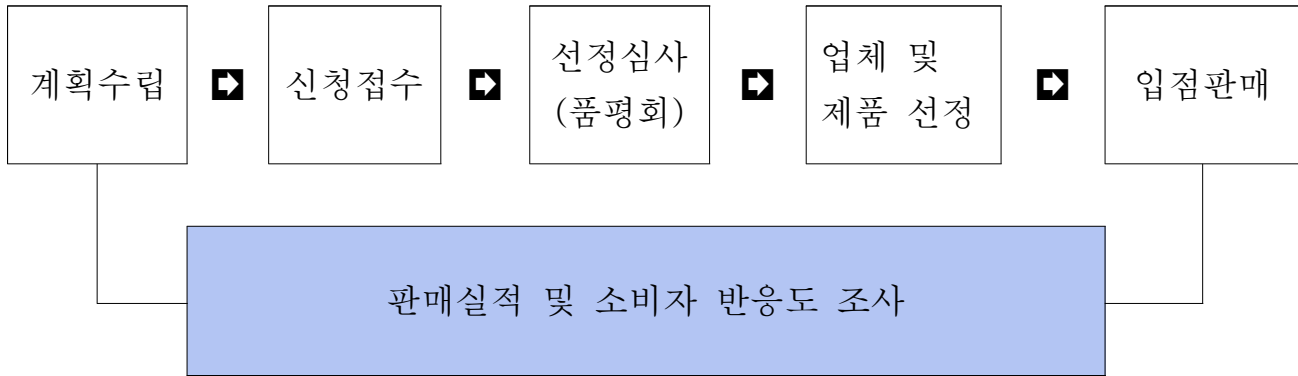 계획수립
신청접수
선정심사
(품평회)
업체 및
제품 선정
입점판매
판매실적 및 소비자 반응도 조사